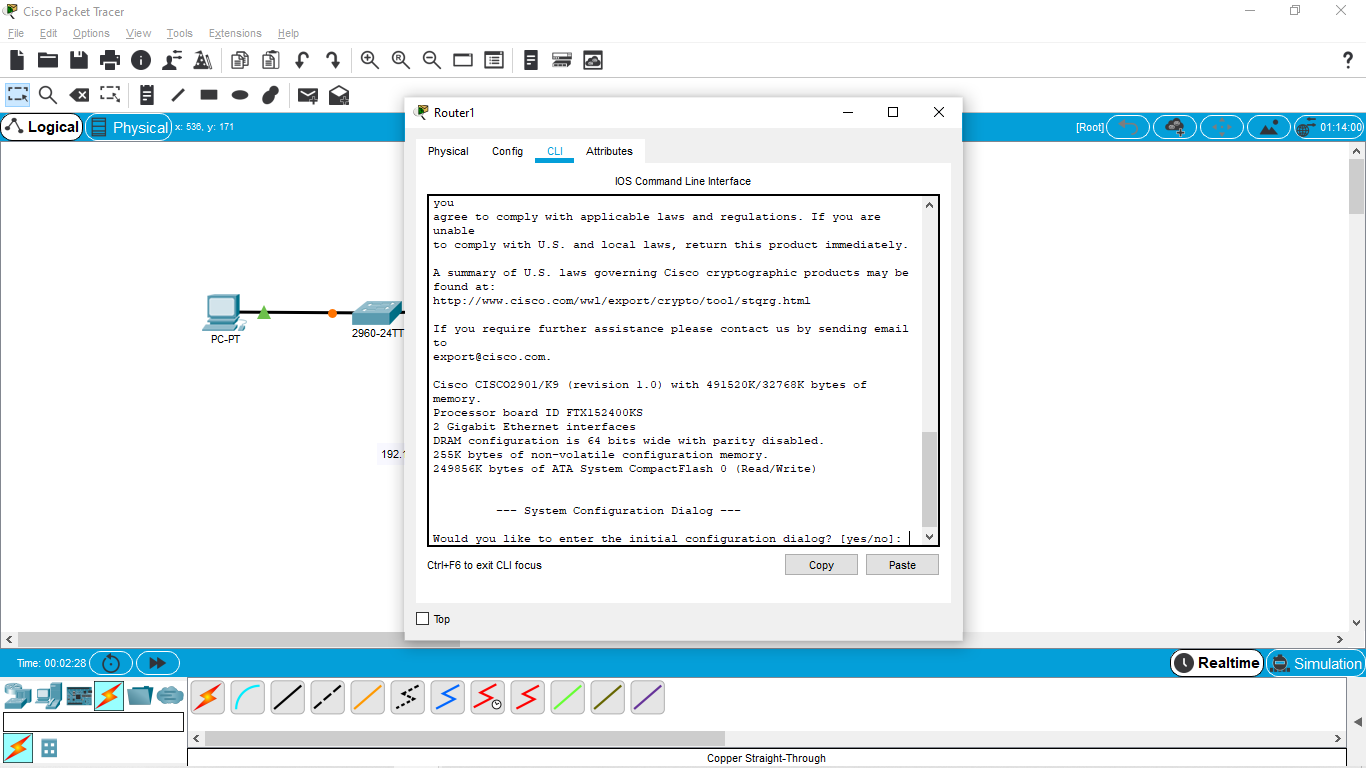 Cisco Packet Tracer
File Edit Options View Tools Extensions Help
Logical Physical x: 536, y: 171 [Root] 01:14:00
Router1
Physical Config CLI Attributes
IOS Command Line Interface
you
agree to comply with applicable laws and regulations. If you are
unable
to comply with U.S. and local laws, return this product immediately.
A summary of U.S. laws governing Cisco cryptographic products may be
found at:
http://www.cisco.com/wwl/export/crypto/tool/stqrg.html
If you require further assistance please contact us by sending email
to
export@cisco.com.
Cisco CISCO2901/K9 (revision 1.0) with 491520K/32768K bytes of
memory.
Processor board ID FTX152400KS
2 Gigabit Ethernet interfaces
DRAM configuration is 64 bits wide with parity disabled.
255K bytes of non-volatile configuration memory.
249856K bytes of ATA System CompactFlash 0 (Read/Write)
--- System Configuration Dialog ---
Would you like to enter the initial configuration dialog? [yes/no]:
Ctrl+F6 to exit CLI focus
Copy Paste
Top
PC-PT
2960-24TT
192.1
Time: 00:02:28
Realtime Simulation
Copper Straight-Through